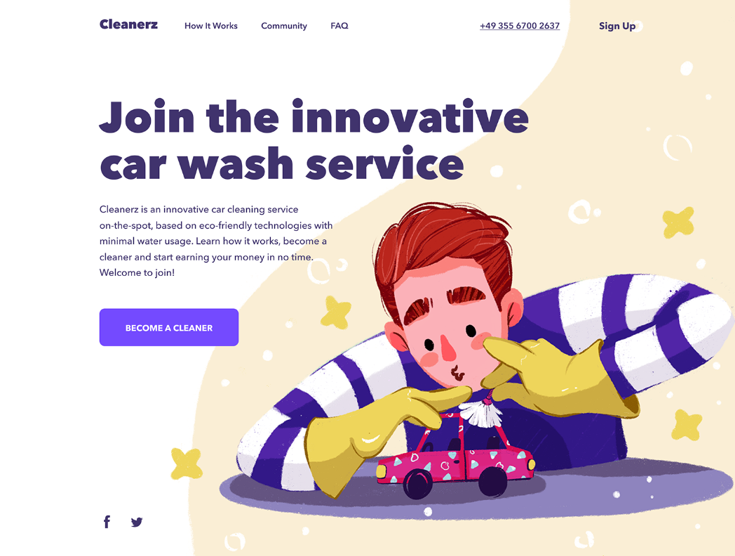 Cleanerz
How It Works
Community
FAQ
+49 355 6700 2637
Sign Up
Join the innovative
car wash service
Cleanerz is an innovative car cleaning service
on-the-spot, based on eco-friendly technologies with
minimal water usage. Learn how it works, become a
cleaner and start earning your money in no time.
Welcome to join!
BECOME A CLEANER